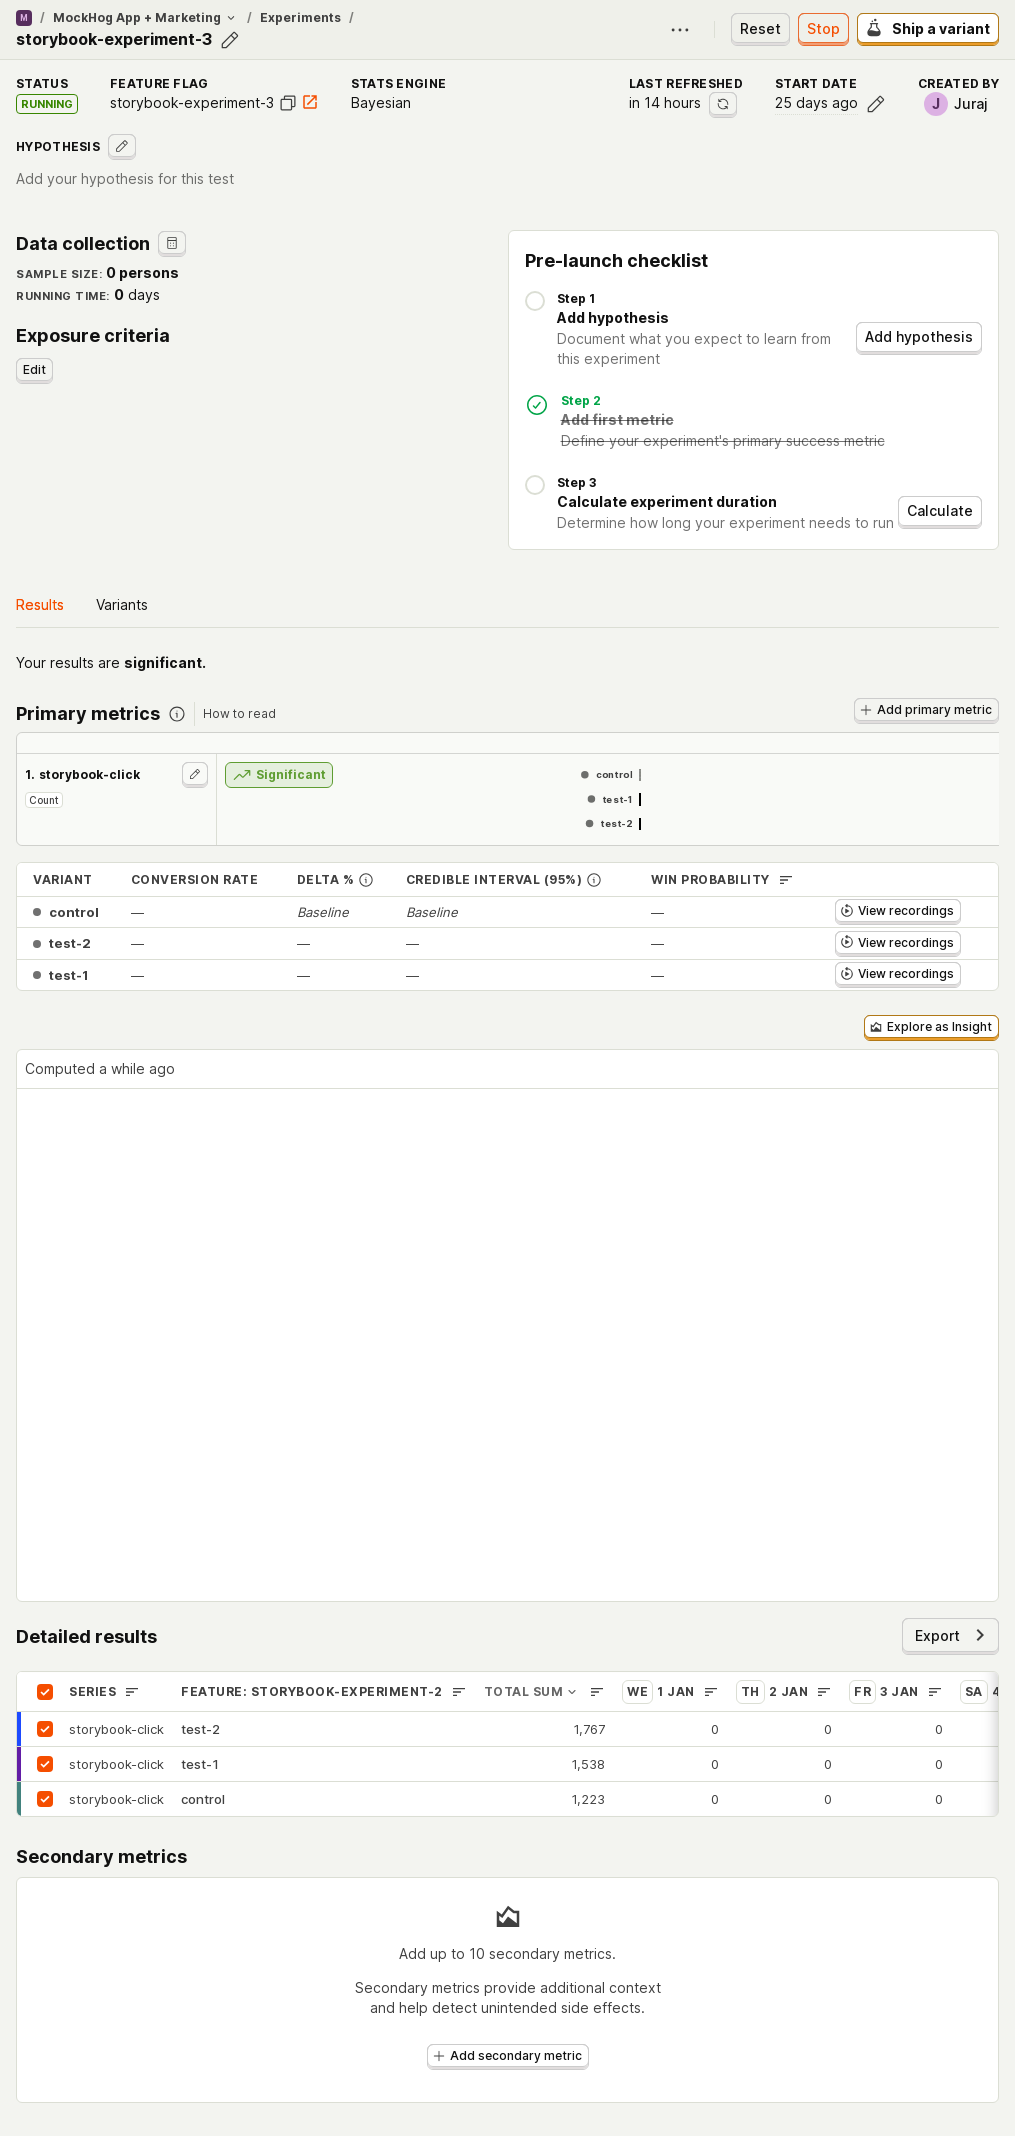 M / MockHog App + Marketing / Experiments /
storybook-experiment-3
Reset
Stop
Ship a variant
STATUS
RUNNING
FEATURE FLAG
storybook-experiment-3
STATS ENGINE
Bayesian
LAST REFRESHED
in 14 hours
START DATE
25 days ago
CREATED BY
J Juraj
HYPOTHESIS
Add your hypothesis for this test
Data collection
SAMPLE SIZE: 0 persons
RUNNING TIME: 0 days
Exposure criteria
Edit
Pre-launch checklist
Step 1
Add hypothesis
Document what you expect to learn from
this experiment
Add hypothesis
Step 2
Add first metric
Define your experiment's primary success metric
Step 3
Calculate experiment duration
Determine how long your experiment needs to run
Calculate
Results Variants
Your results are significant.
Primary metrics How to read
Add primary metric
1. storybook-click
Count
Significant
control
test-1
test-2
VARIANT CONVERSION RATE DELTA % CREDIBLE INTERVAL (95%) WIN PROBABILITY
control — Baseline Baseline — View recordings
test-2 — — — — View recordings
test-1 — — — — View recordings
Explore as Insight
Computed a while ago
Detailed results
Export
SERIES FEATURE: STORYBOOK-EXPERIMENT-2 TOTAL SUM WE 1 JAN TH 2 JAN FR 3 JAN SA 4
storybook-click test-2 1,767 0 0 0
storybook-click test-1 1,538 0 0 0
storybook-click control 1,223 0 0 0
Secondary metrics
Add up to 10 secondary metrics.
Secondary metrics provide additional context
and help detect unintended side effects.
Add secondary metric